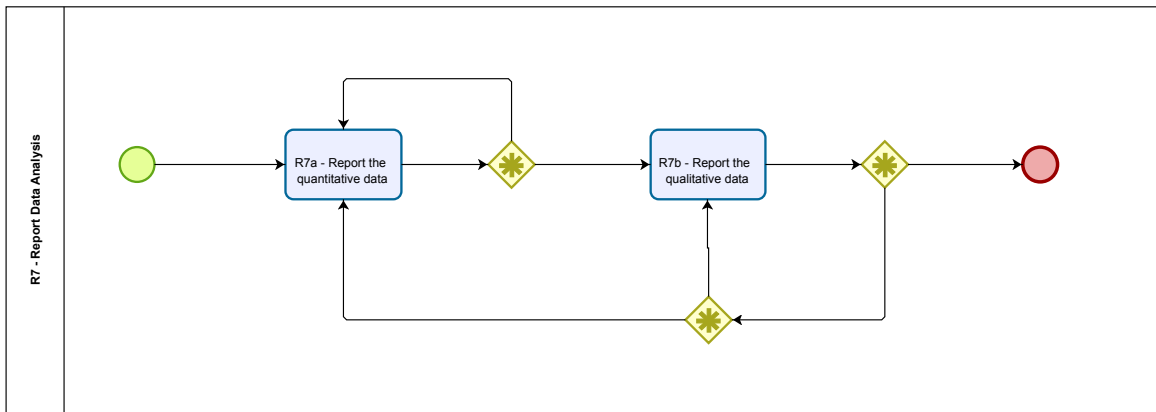 R7 - Report Data Analysis
R7a - Report the
quantitative data
R7b - Report the
qualitative data